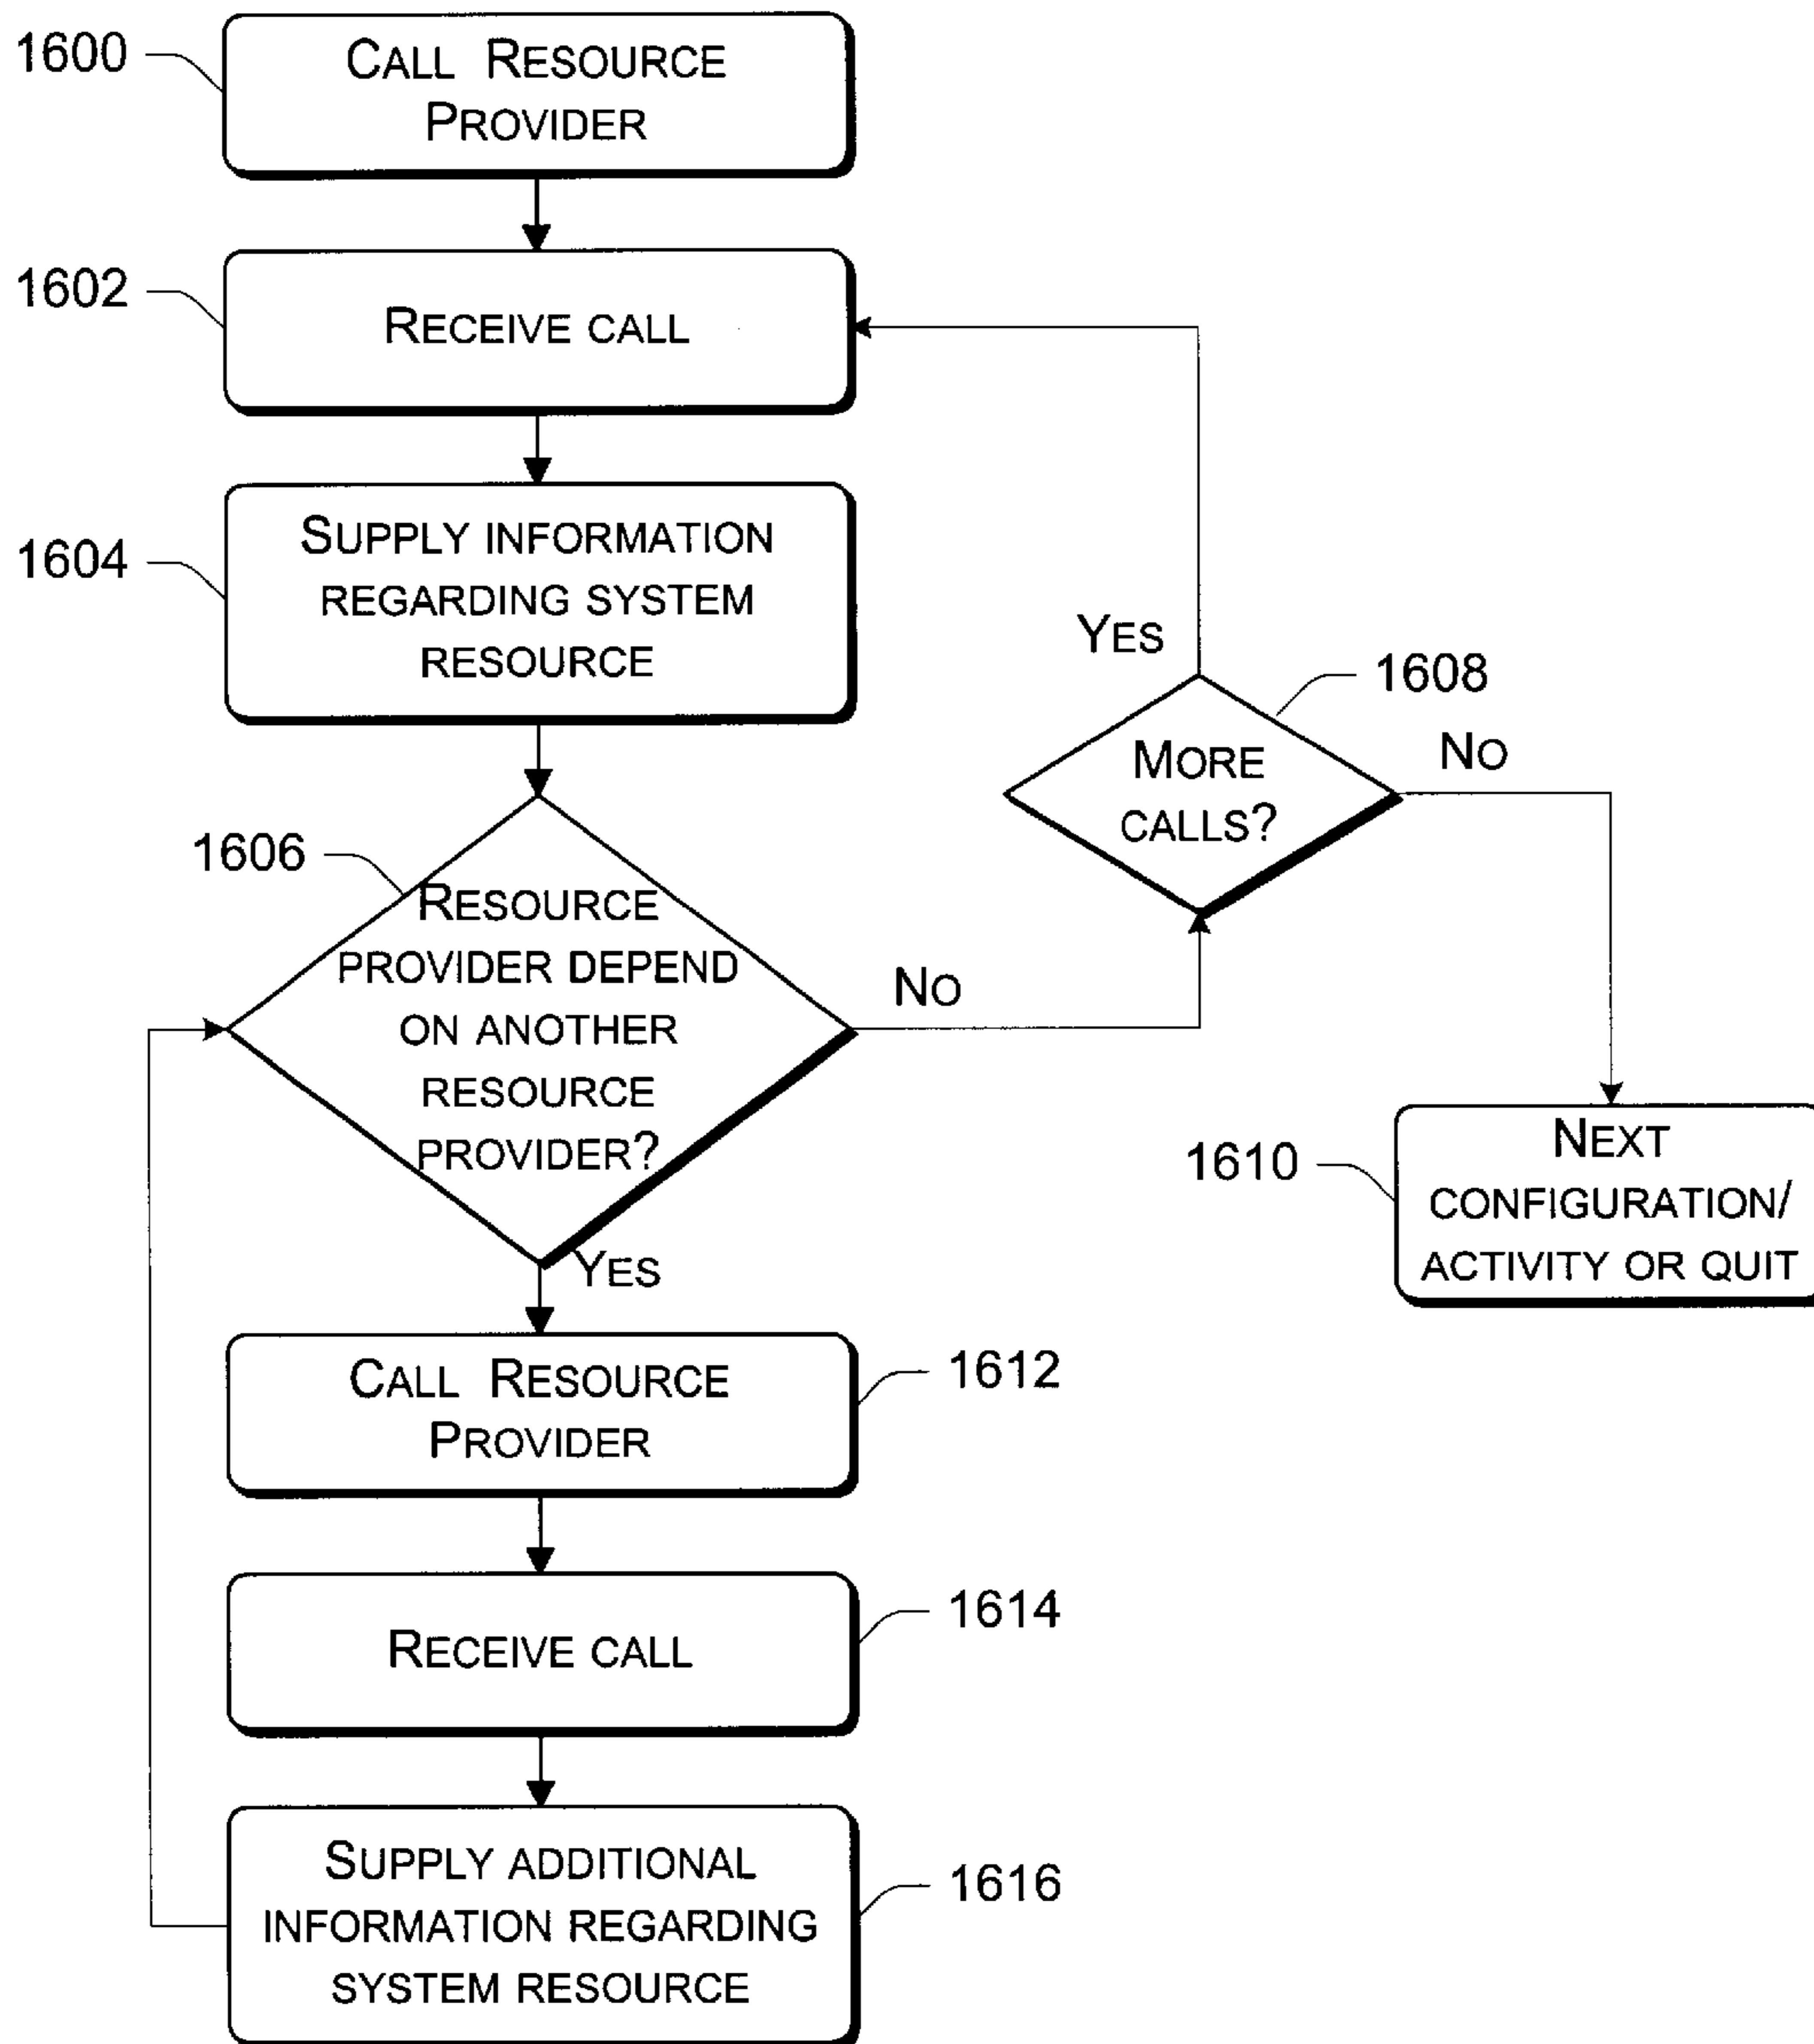 1600
CALL RESOURCE
PROVIDER
1602
RECEIVE CALL
1604
SUPPLY INFORMATION
REGARDING SYSTEM
RESOURCE
YES
1608
MORE
CALLS?
NO
1606
RESOURCE
PROVIDER DEPEND
ON ANOTHER
RESOURCE
PROVIDER?
NO
YES
1610
NEXT
CONFIGURATION/
ACTIVITY OR QUIT
CALL RESOURCE
PROVIDER
1612
RECEIVE CALL
1614
SUPPLY ADDITIONAL
INFORMATION REGARDING
SYSTEM RESOURCE
1616